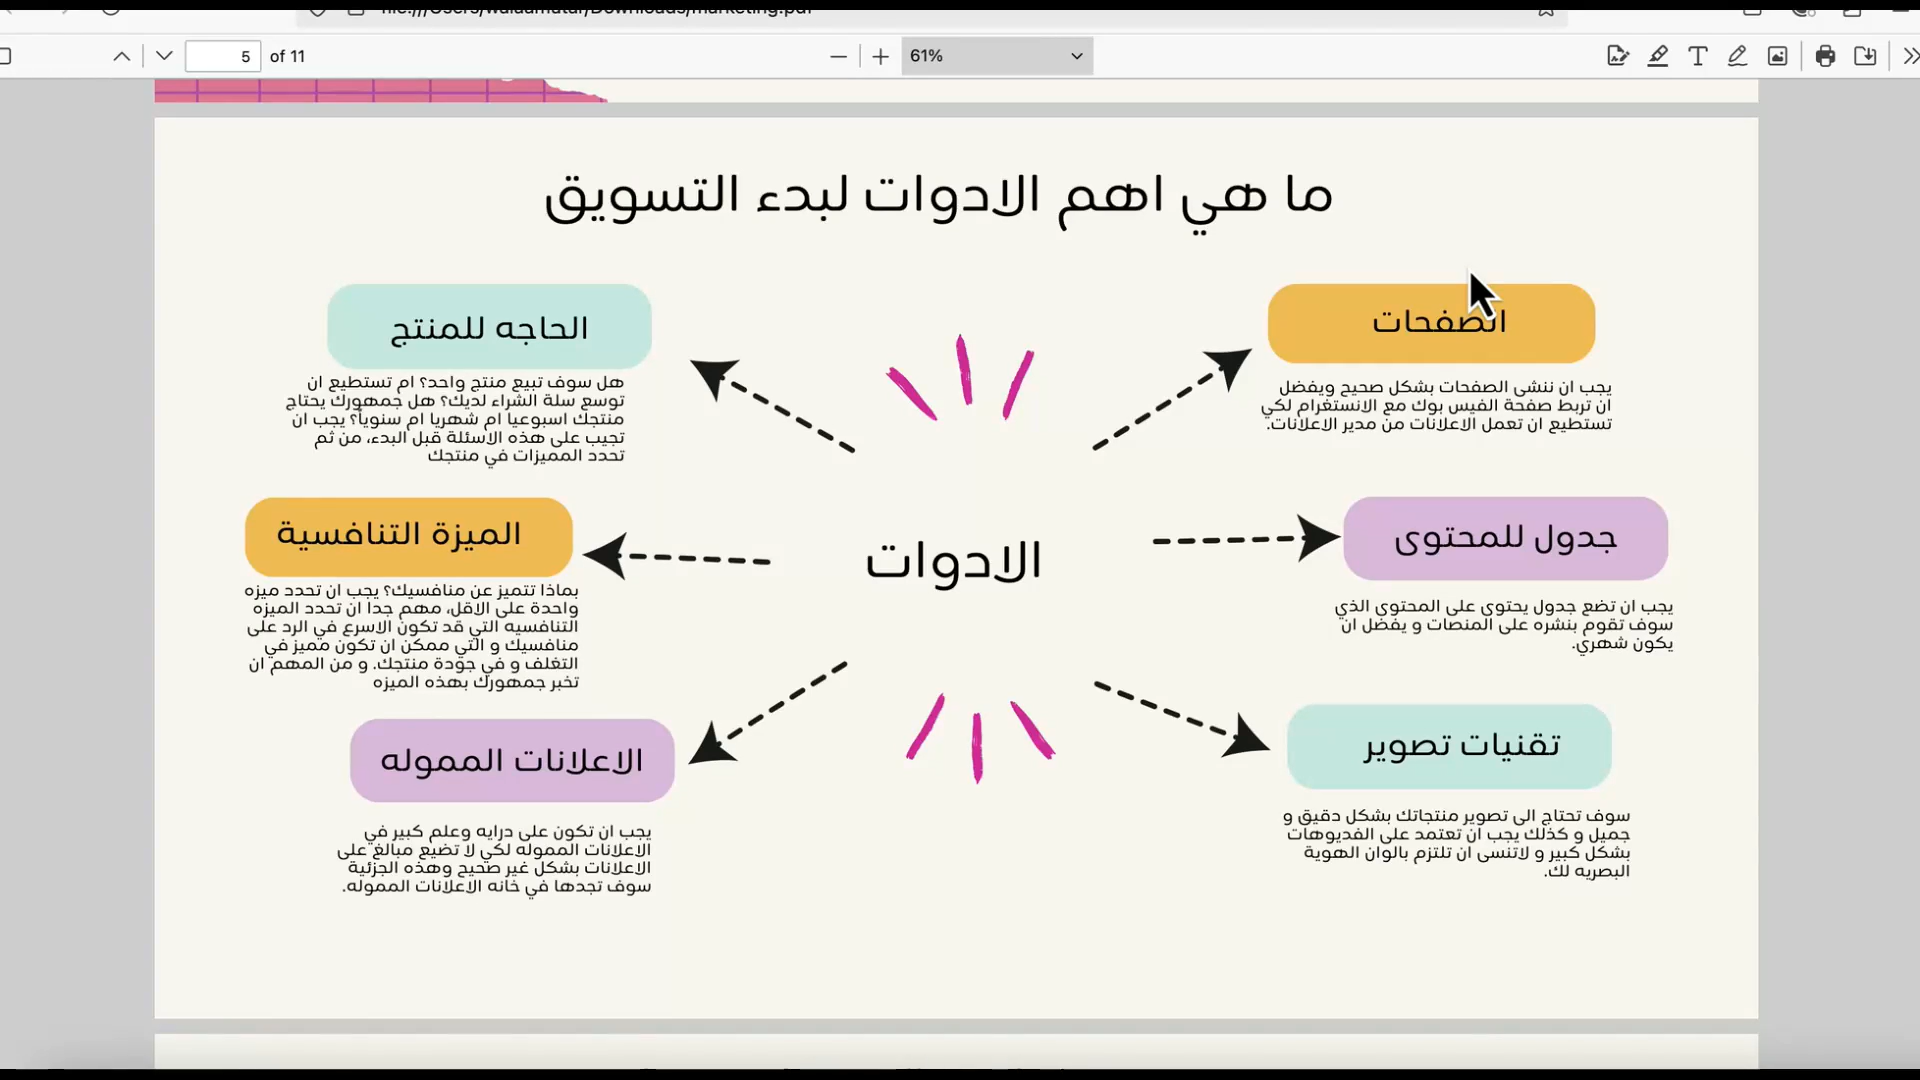 5 of 11
61%
ما هي اهم الادوات لبدء التسويق
الصفحات
يجب ان ننشى الصفحات بشكل صحيح ويفضل
ان تربط صفحة الفيس بوك مع الانستغرام لكي
تستطيع ان تعمل الاعلانات من مدير الاعلانات.
جدول للمحتوى
يجب ان تضع جدول يحتوي على المحتوى الذي
سوف تقوم بنشره على المنصات و يفضل ان
يكون شهري.
تقنيات تصوير
سوف تحتاج الى تصوير منتجاتك بشكل دقيق و
جميل و كذلك يجب ان تعتمد على الفديوهات
بشكل كبير و لاتنسى ان تلتزم بالوان الهوية
البصريه لك.
الادوات
الحاجه للمنتج
هل سوف تبيع منتج واحد؟ ام تستطيع ان
توسع سلة الشراء لديك؟ هل جمهورك يحتاج
منتجك اسبوعيا ام شهريا ام سنوياً؟ يجب ان
تجيب على هذه الاسئلة قبل البدء، من ثم
تحدد المميزات في منتجك
الميزة التنافسية
بماذا تتميز عن منافسيك؟ يجب ان تحدد ميزه
واحدة على الاقل، مهم جدا ان تحدد الميزه
التنافسيه التي قد تكون الاسرع في الرد على
منافسيك و التي ممكن ان تكون مميز في
التغلف و في جودة منتجك. و من المهم ان
تخبر جمهورك بهذه الميزه
الاعلانات المموله
يجب ان تكون على درايه وعلم كبير في
الاعلانات المموله لكي لا تضيع مبالغ على
الاعلانات بشكل غير صحيح وهذه الجزئية
سوف تجدها في خانه الاعلانات المموله.